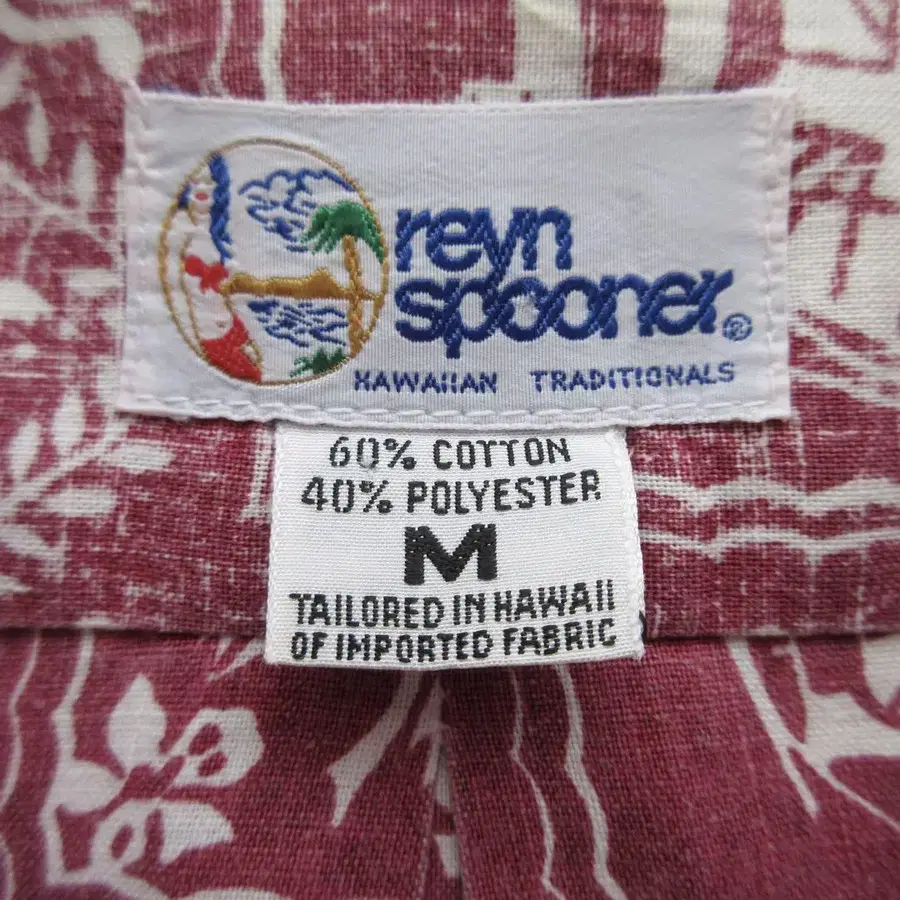 reyn
spooner®
HAWAIIAN TRADITIONALS
60% COTTON
40% POLYESTER
M
TAILORED IN HAWAII
OF IMPORTED FABRIC